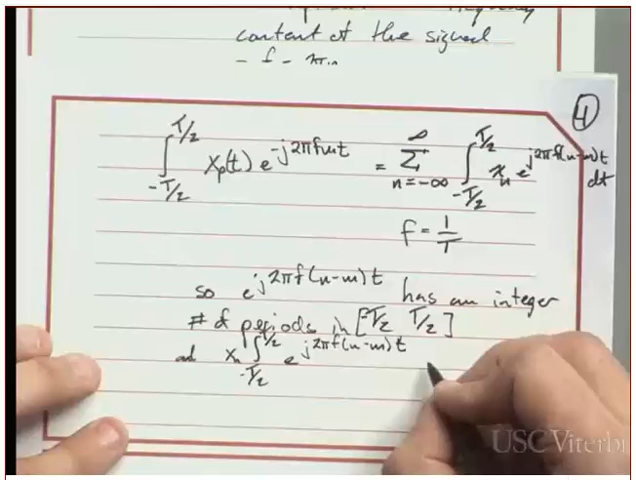 content of the signal
- f -
4
∫_{-T/2}^{T/2} x_p(t) e^{-j2πfmt} = Σ_{n=-∞}^{∞} ∫_{-T/2}^{T/2} x_n e^{j2πf(n-m)t} dt
f = 1/T
so e^{j2πf(n-m)t} has an integer
# of periods in [-T/2 T/2]
and x_n ∫_{-T/2}^{T/2} e^{j2πf(n-m)t}
USC Viterbi